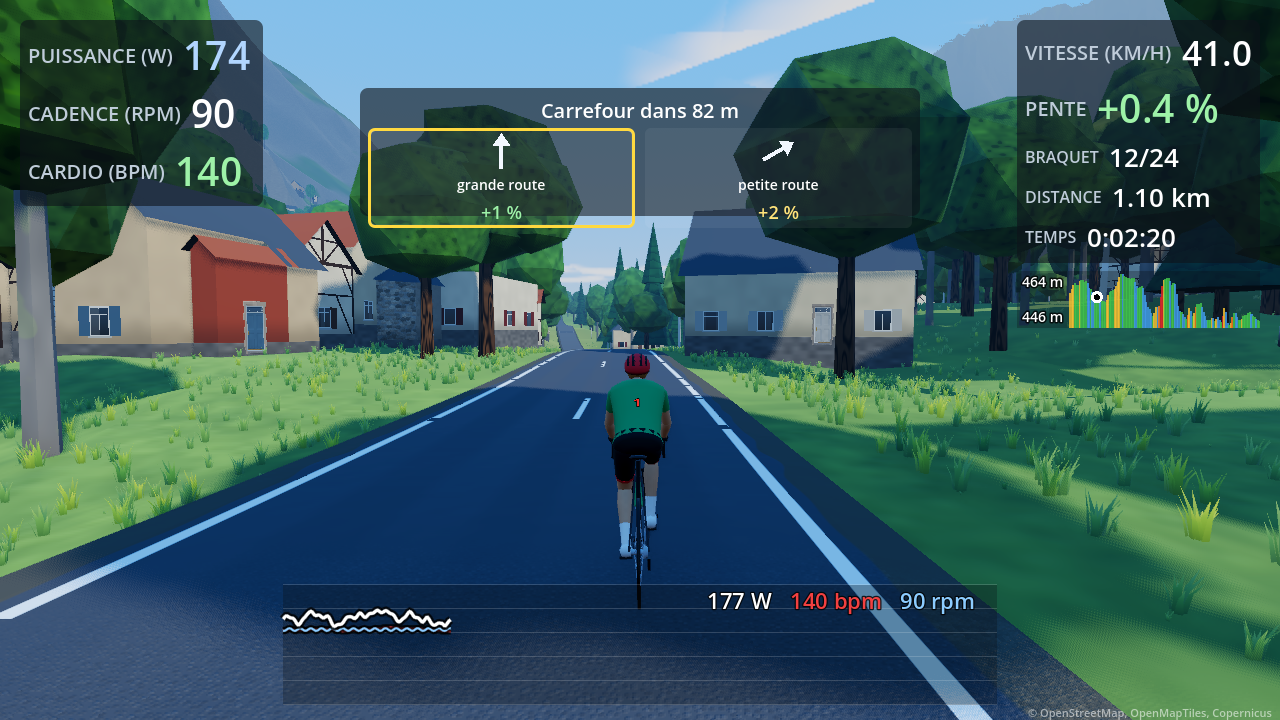 PUISSANCE (W) 174
CADENCE (RPM) 90
CARDIO (BPM) 140
Carrefour dans 82 m
grande route
+1 %
petite route
+2 %
VITESSE (KM/H) 41.0
PENTE +0.4 %
BRAQUET 12/24
DISTANCE 1.10 km
TEMPS 0:02:20
464 m
446 m
1
177 W 140 bpm 90 rpm
© OpenStreetMap, OpenMapTiles, Copernicus